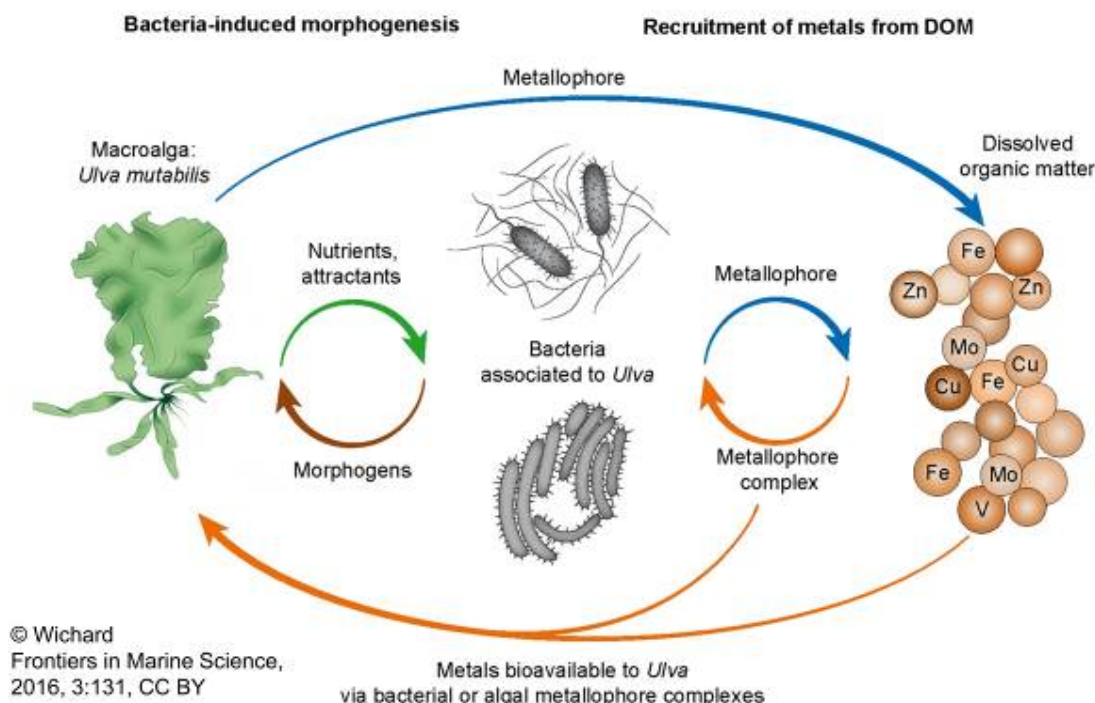 Bacteria-induced morphogenesis
Recruitment of metals from DOM
Metallophore
Macroalga:
Ulva mutabilis
Dissolved
organic matter
Nutrients,
attractants
Metallophore
Bacteria
associated to Ulva
Morphogens
Metallophore
complex
Fe
Zn
Zn
Mo
Cu
Cu
Fe
Fe
Mo
V
© Wichard
Frontiers in Marine Science,
2016, 3:131, CC BY
Metals bioavailable to Ulva
via bacterial or algal metallophore complexes